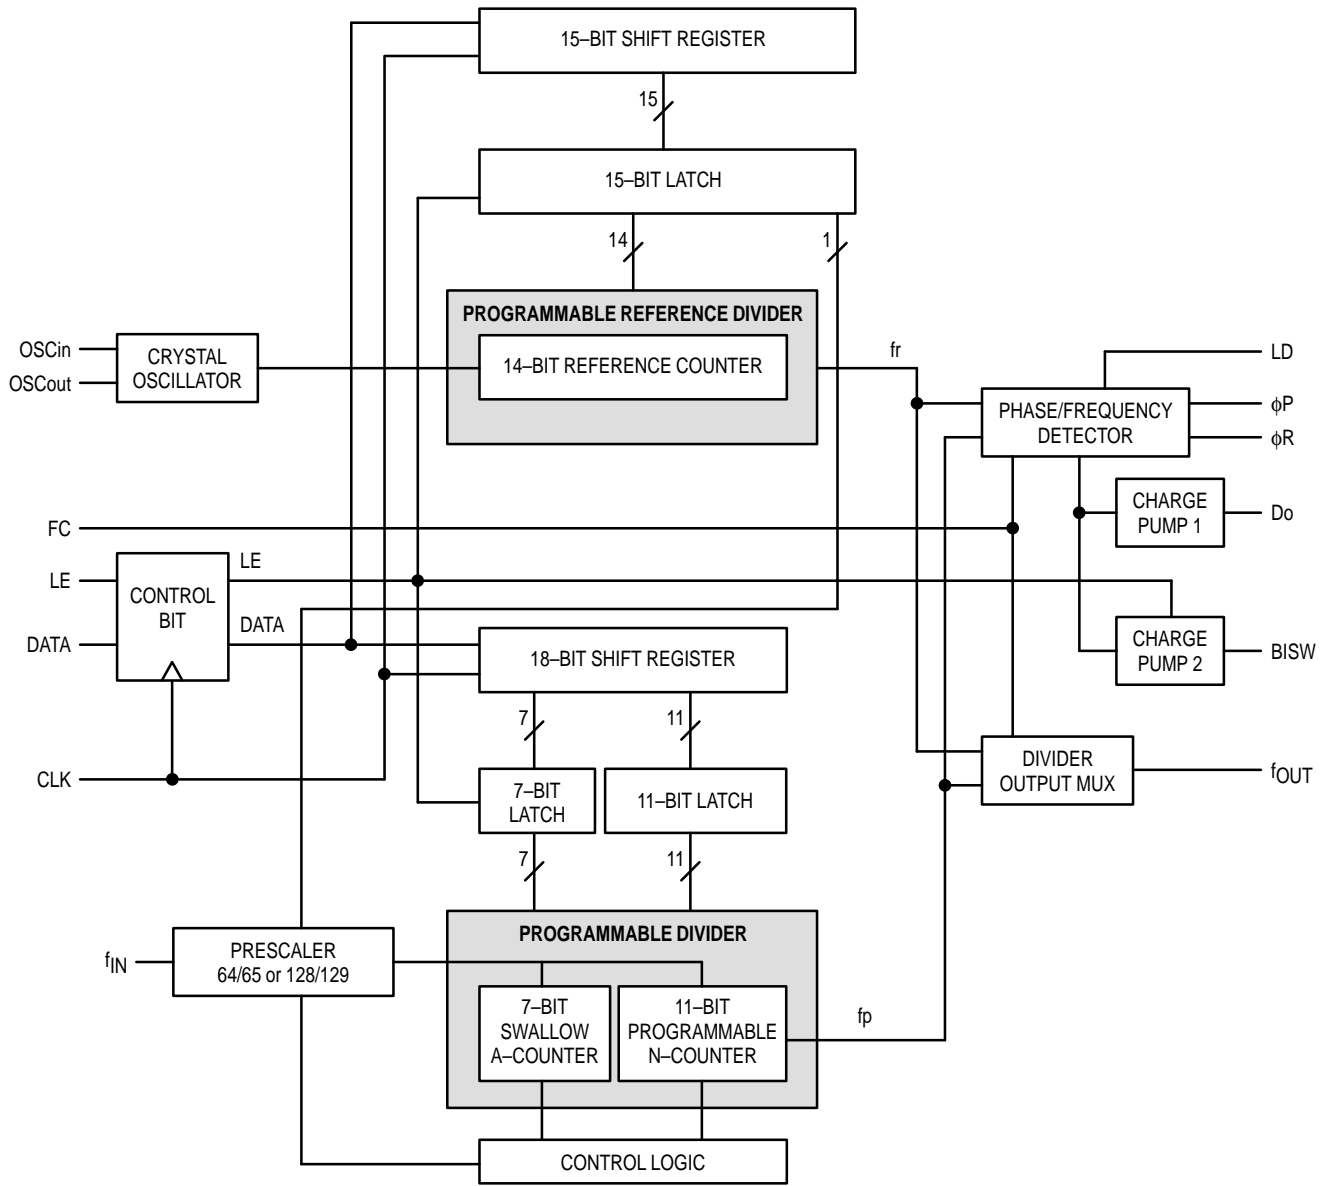 15–BIT SHIFT REGISTER
15
15–BIT LATCH
14
1
PROGRAMMABLE REFERENCE DIVIDER
14–BIT REFERENCE COUNTER
OSCin
OSCout
CRYSTAL
OSCILLATOR
fr
LD
PHASE/FREQUENCY
DETECTOR
ϕP
ϕR
CHARGE
PUMP 1
Do
FC
LE
LE
CONTROL
BIT
DATA
DATA
18–BIT SHIFT REGISTER
CHARGE
PUMP 2
BISW
7
11
CLK
7–BIT
LATCH
11–BIT LATCH
DIVIDER
OUTPUT MUX
fOUT
7
11
PROGRAMMABLE DIVIDER
fIN
PRESCALER
64/65 or 128/129
7–BIT
SWALLOW
A–COUNTER
11–BIT
PROGRAMMABLE
N–COUNTER
fp
CONTROL LOGIC